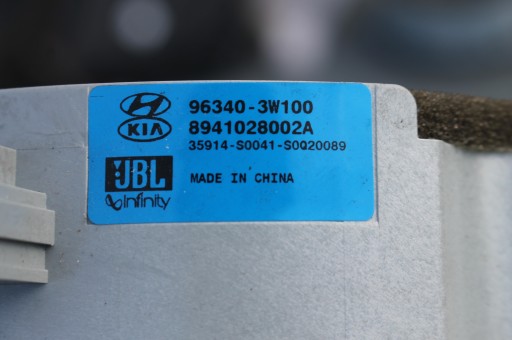 96340-3W100
KIA
8941028002A
35914-S0041-S0Q20089
JBL
MADE IN CHINA
Infinity